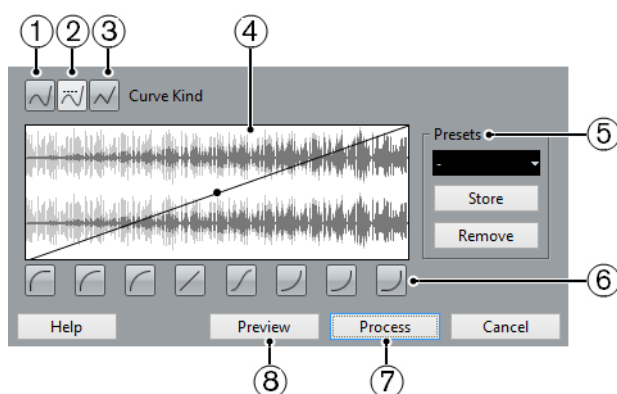 ① ② ③ ④
Curve Kind
Presets ⑤
-
Store
Remove
⑥
Help Preview Process Cancel
⑧ ⑦